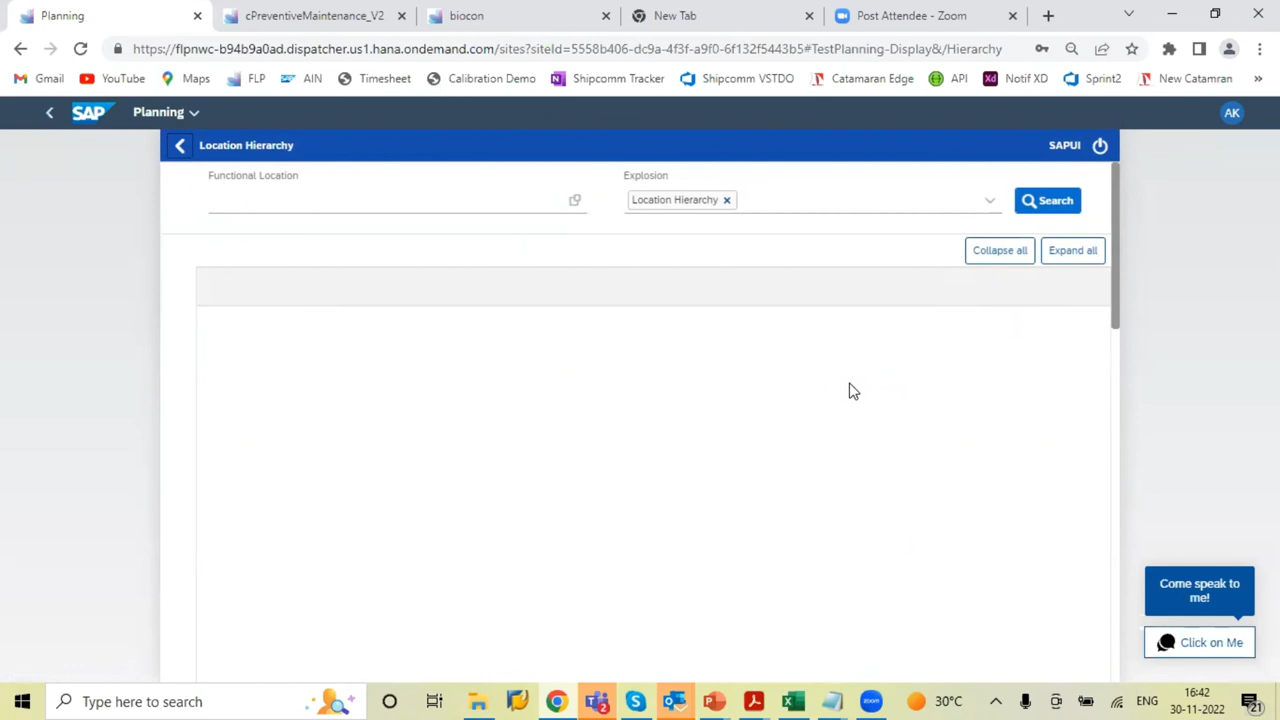 Planning
cPreventiveMaintenance_V2
biocon
New Tab
Post Attendee - Zoom
https://flpnwc-b94b9a0ad.dispatcher.us1.hana.ondemand.com/sites?siteId=5558b406-dc9a-4f3f-a9f0-6f132f5443b5#TestPlanning-Display&/Hierarchy
Gmail
YouTube
Maps
FLP
AIN
Timesheet
Calibration Demo
Shipcomm Tracker
Shipcomm VSTDO
Catamaran Edge
API
Notif XD
Sprint2
New Catamran
»
SAP
Planning
AK
Location Hierarchy
SAPUI
Functional Location
Explosion
Location Hierarchy
Search
Collapse all
Expand all
Come speak to
me!
Click on Me
Type here to search
zoom
30°C
ENG
16:42
30-11-2022
21